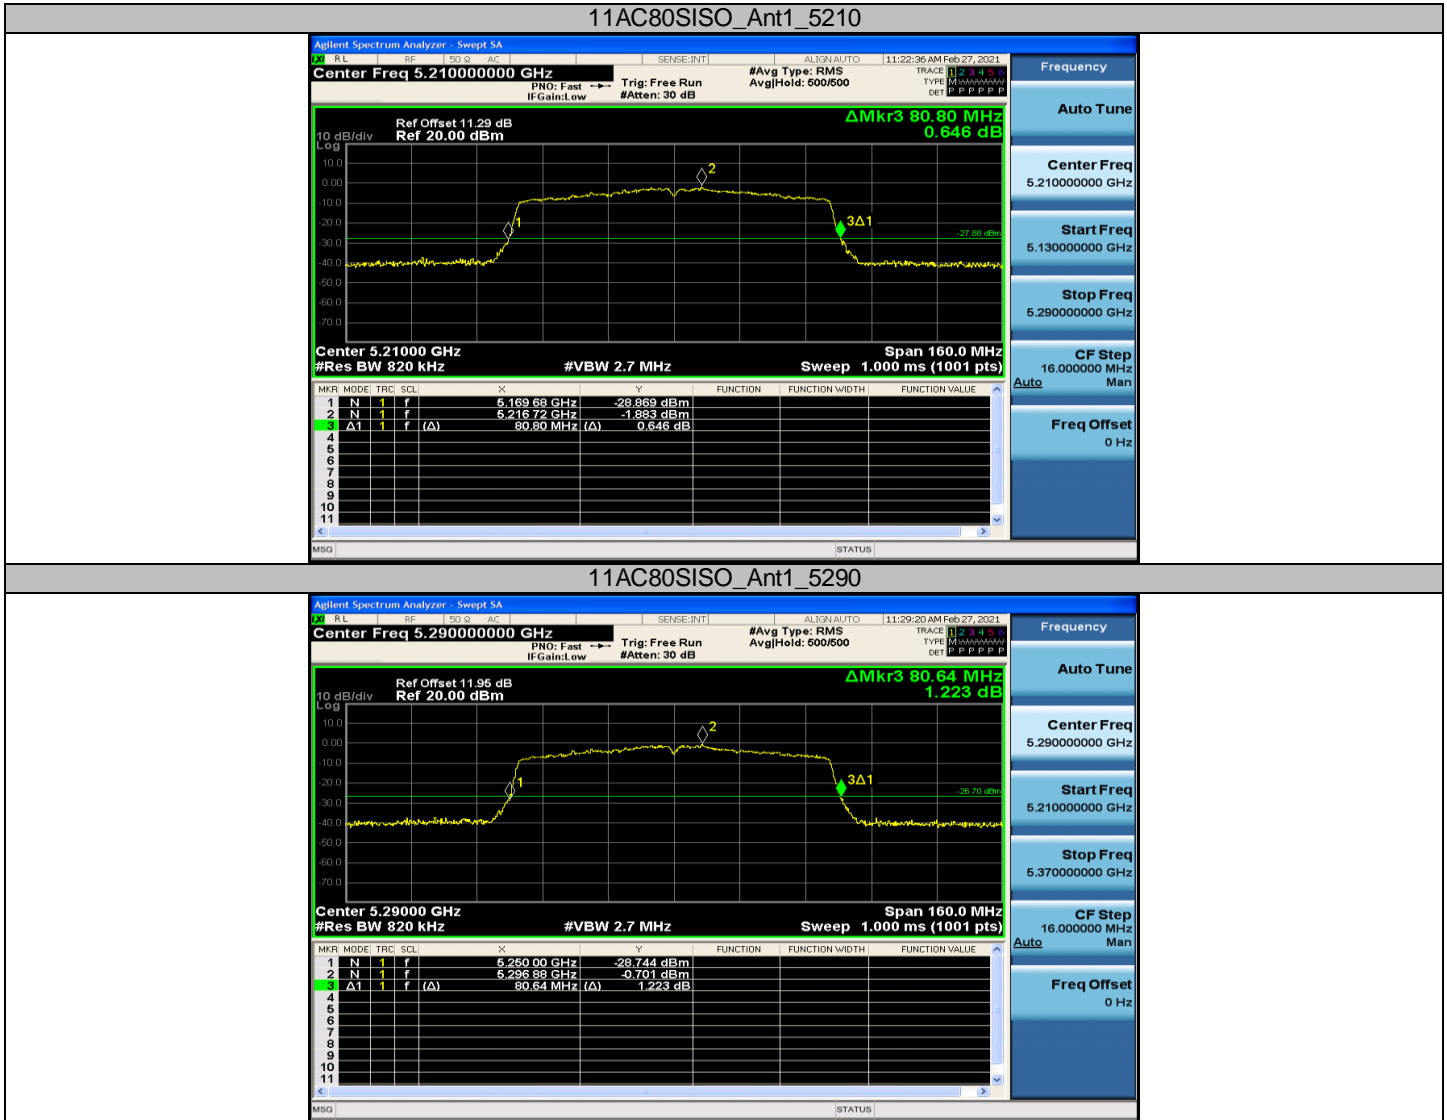 11AC80SISO_Ant1_5210
Agilent Spectrum Analyzer - Swept SA
RL RF 50 Ω AC SENSE:INT ALIGN AUTO 11:22:36 AM Feb 27, 2021
Center Freq 5.210000000 GHz
PNO: Fast
IFGain:Low
Trig: Free Run
#Atten: 30 dB
#Avg Type: RMS
Avg|Hold: 500/500
TRACE 1 2 3 4 5 6
TYPE M W W W W W
DET P P P P P P
Frequency
Auto Tune
Center Freq
5.210000000 GHz
Start Freq
5.130000000 GHz
Stop Freq
5.290000000 GHz
CF Step
16.000000 MHz
Auto Man
Freq Offset
0 Hz
ΔMkr3 80.80 MHz
0.646 dB
Ref Offset 11.29 dB
10 dB/div Ref 20.00 dBm
Log
10.0
0.00
-10.0
-20.0
-30.0
-40.0
-50.0
-60.0
-70.0
1
2
3Δ1
-27.88 dBm
Center 5.21000 GHz Span 160.0 MHz
#Res BW 820 kHz #VBW 2.7 MHz Sweep 1.000 ms (1001 pts)
MKR MODE TRC SCL X Y FUNCTION FUNCTION WIDTH FUNCTION VALUE
1 N 1 f 5.169 68 GHz -28.869 dBm
2 N 1 f 5.216 72 GHz -1.883 dBm
3 Δ1 1 f (Δ) 80.80 MHz (Δ) 0.646 dB
4
5
6
7
8
9
10
11
MSG STATUS
11AC80SISO_Ant1_5290
Agilent Spectrum Analyzer - Swept SA
RL RF 50 Ω AC SENSE:INT ALIGN AUTO 11:29:20 AM Feb 27, 2021
Center Freq 5.290000000 GHz
PNO: Fast
IFGain:Low
Trig: Free Run
#Atten: 30 dB
#Avg Type: RMS
Avg|Hold: 500/500
TRACE 1 2 3 4 5 6
TYPE M W W W W W
DET P P P P P P
Frequency
Auto Tune
Center Freq
5.290000000 GHz
Start Freq
5.210000000 GHz
Stop Freq
5.370000000 GHz
CF Step
16.000000 MHz
Auto Man
Freq Offset
0 Hz
ΔMkr3 80.64 MHz
1.223 dB
Ref Offset 11.95 dB
10 dB/div Ref 20.00 dBm
Log
10.0
0.00
-10.0
-20.0
-30.0
-40.0
-50.0
-60.0
-70.0
1
2
3Δ1
-26.70 dBm
Center 5.29000 GHz Span 160.0 MHz
#Res BW 820 kHz #VBW 2.7 MHz Sweep 1.000 ms (1001 pts)
MKR MODE TRC SCL X Y FUNCTION FUNCTION WIDTH FUNCTION VALUE
1 N 1 f 5.250 00 GHz -28.744 dBm
2 N 1 f 5.296 88 GHz -0.701 dBm
3 Δ1 1 f (Δ) 80.64 MHz (Δ) 1.223 dB
4
5
6
7
8
9
10
11
MSG STATUS